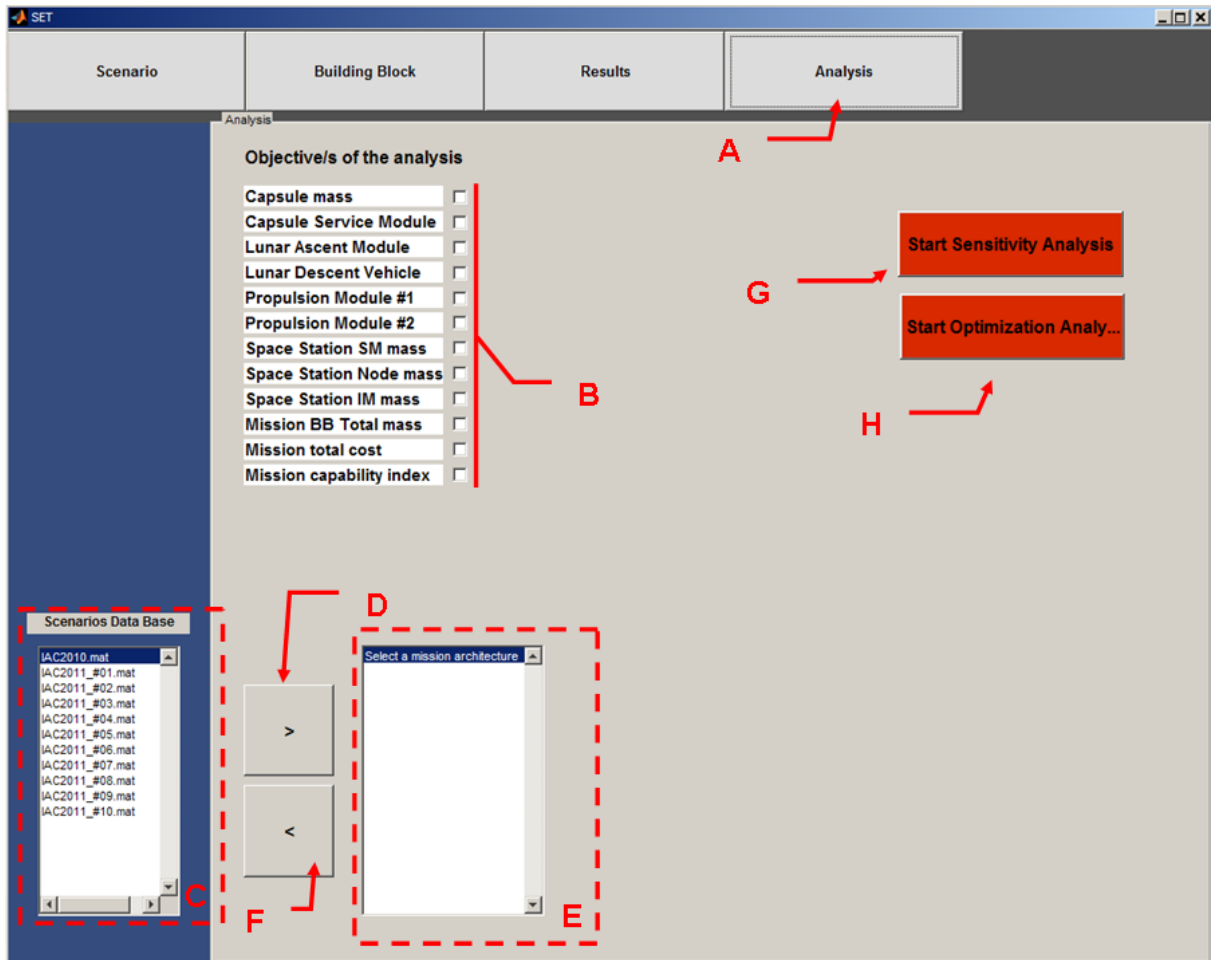 SET
Scenario
Building Block
Results
Analysis
A
Analysis
Objective/s of the analysis
Capsule mass
Capsule Service Module
Lunar Ascent Module
Lunar Descent Vehicle
Propulsion Module #1
Propulsion Module #2
Space Station SM mass
Space Station Node mass
Space Station IM mass
Mission BB Total mass
Mission total cost
Mission capability index
B
Start Sensitivity Analysis
G
Start Optimization Analy...
H
Scenarios Data Base
IAC2010.mat
IAC2011_#01.mat
IAC2011_#02.mat
IAC2011_#03.mat
IAC2011_#04.mat
IAC2011_#05.mat
IAC2011_#06.mat
IAC2011_#07.mat
IAC2011_#08.mat
IAC2011_#09.mat
IAC2011_#10.mat
C
D
>
<
F
Select a mission architecture
E